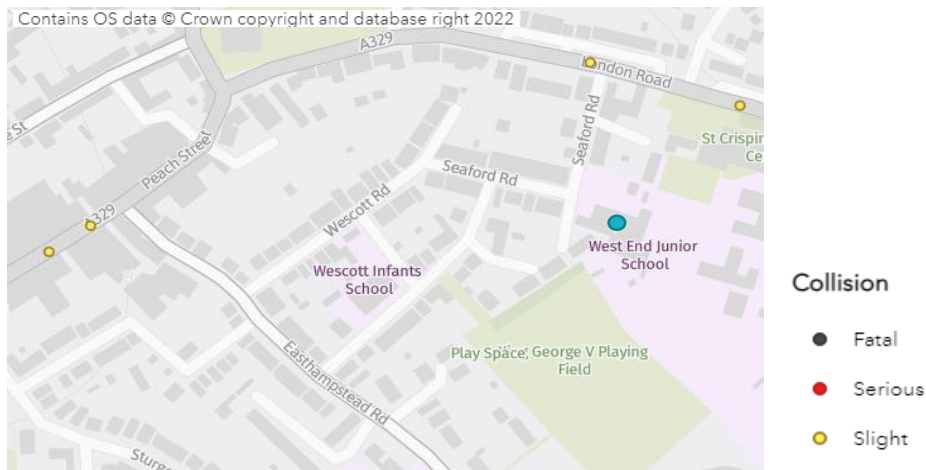 Contains OS data © Crown copyright and database right 2022
A329
London Road
St Crispin
Ce
Seaford Rd
Seaford Rd
Peach Street
e St
A329
Wescott Rd
West End Junior
School
Wescott Infants
School
Play Space, George V Playing
Field
Easthampstead Rd
Sturg
Collision
Fatal
Serious
Slight